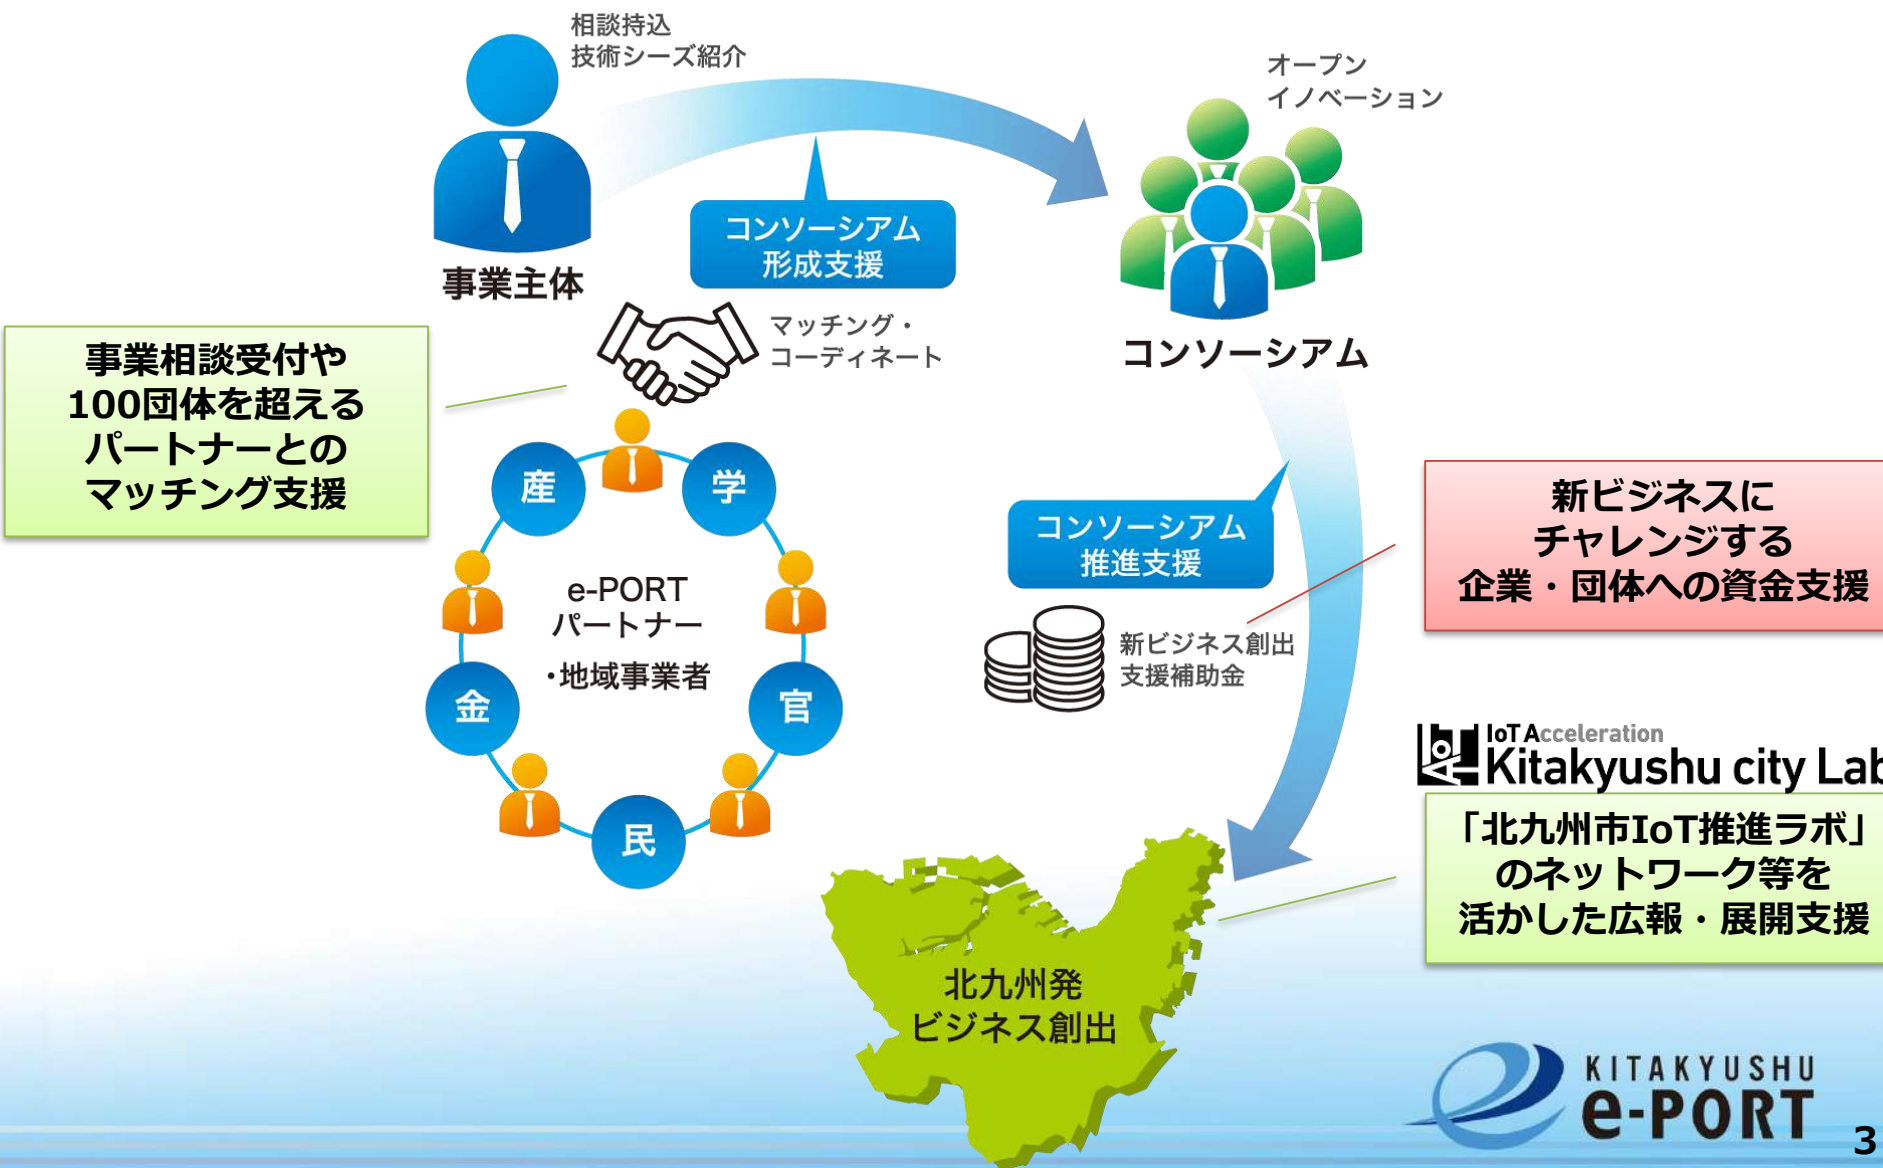 相談持込
技術シーズ紹介
オープン
イノベーション
コンソーシアム
形成支援
事業主体
マッチング・
コーディネート
コンソーシアム
事業相談受付や
100団体を超える
パートナーとの
マッチング支援
産
学
e-PORT
パートナー
・地域事業者
金
官
民
コンソーシアム
推進支援
新ビジネス創出
支援補助金
新ビジネスに
チャレンジする
企業・団体への資金支援
IoT Acceleration
Kitakyushu city Lab
「北九州市IoT推進ラボ」
のネットワーク等を
活かした広報・展開支援
北九州発
ビジネス創出
KITAKYUSHU
e-PORT
3